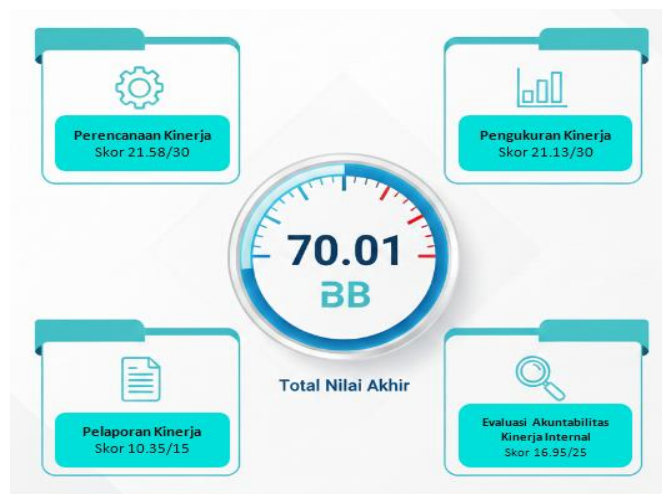 Perencanaan Kinerja
Skor 21.58/30
Pengukuran Kinerja
Skor 21.13/30
70.01
BB
Total Nilai Akhir
Pelaporan Kinerja
Skor 10.35/15
Evaluasi Akuntabilitas
Kinerja Internal
Skor 16.95/25